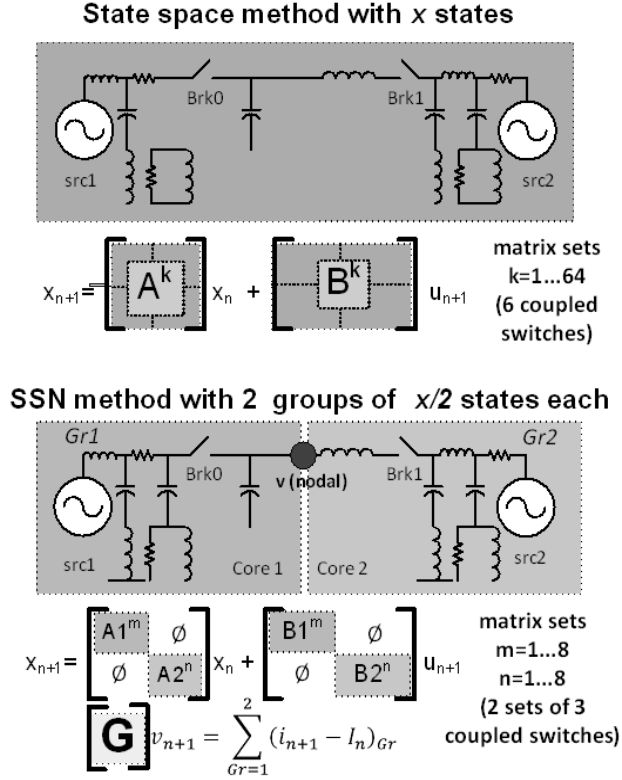 State space method with x states
Brk0
Brk1
src1
src2
xₙ₊₁= [Aᵏ] xₙ + [Bᵏ] uₙ₊₁
matrix sets
k=1...64
(6 coupled
switches)
SSN method with 2 groups of x/2 states each
Gr1
Gr2
Brk0
v (nodal)
Brk1
src1
Core 1
Core 2
src2
xₙ₊₁= [A1ᵐ ∅ ∅ A2ⁿ] xₙ + [B1ᵐ ∅ ∅ B2ⁿ] uₙ₊₁
matrix sets
m=1...8
n=1...8
(2 sets of 3
coupled switches)
[G] vₙ₊₁ = ∑_{Gr=1}^{2} (iₙ₊₁ − Iₙ)_{Gr}